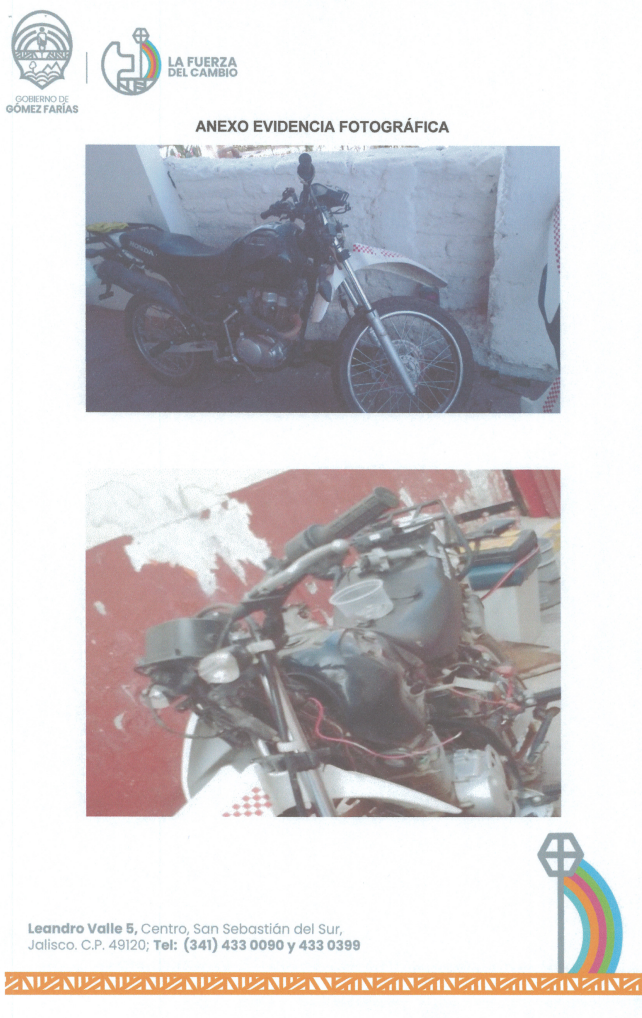 GOBIERNO DE
GÓMEZ FARÍAS
LA FUERZA
DEL CAMBIO
ANEXO EVIDENCIA FOTOGRÁFICA
HONDA
Leandro Valle 5, Centro, San Sebastián del Sur,
Jalisco. C.P. 49120; Tel: (341) 433 0090 y 433 0399